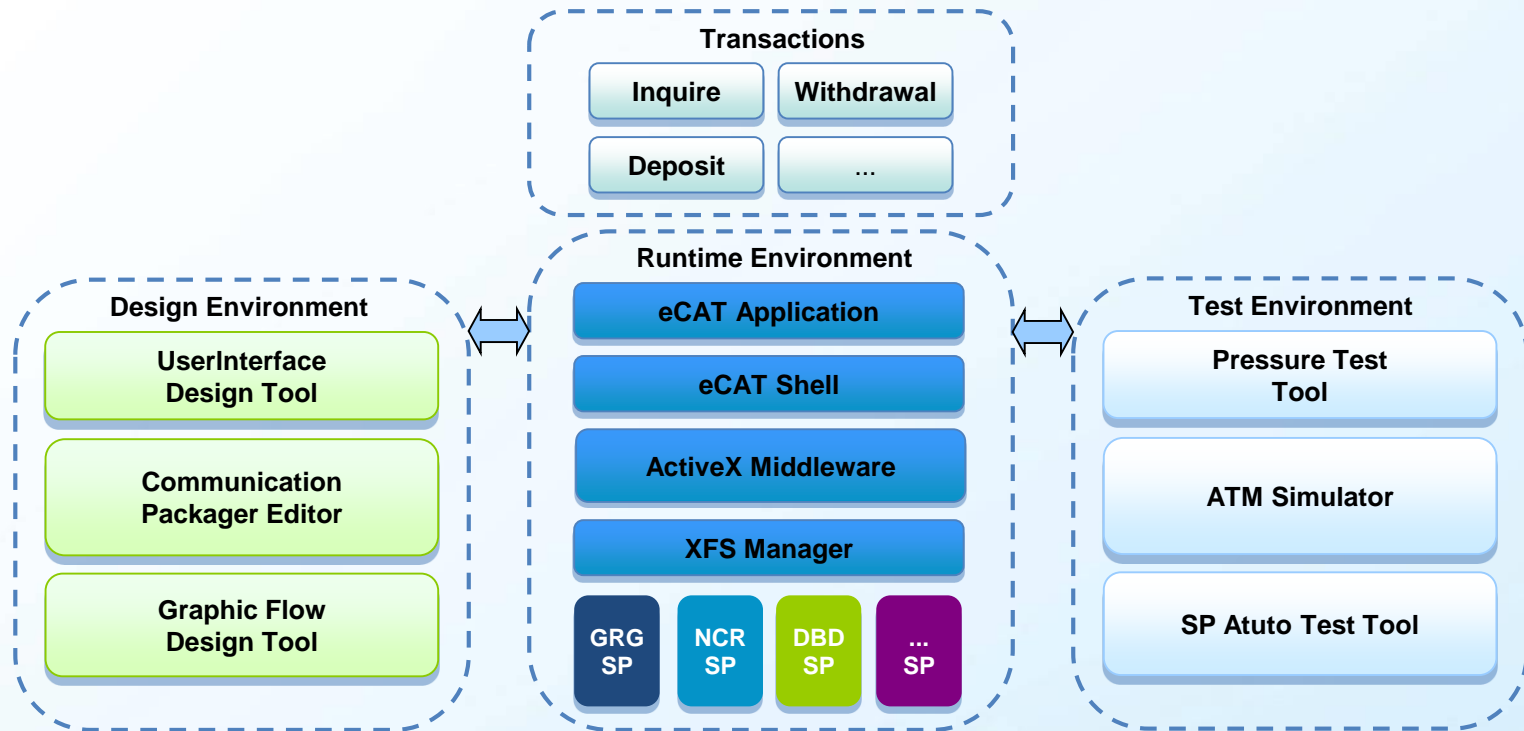 Transactions
Inquire
Withdrawal
Deposit
...
Design Environment
UserInterface
Design Tool
Communication
Packager Editor
Graphic Flow
Design Tool
Runtime Environment
eCAT Application
eCAT Shell
ActiveX Middleware
XFS Manager
GRG
SP
NCR
SP
DBD
SP
...
SP
Test Environment
Pressure Test
Tool
ATM Simulator
SP Atuto Test Tool